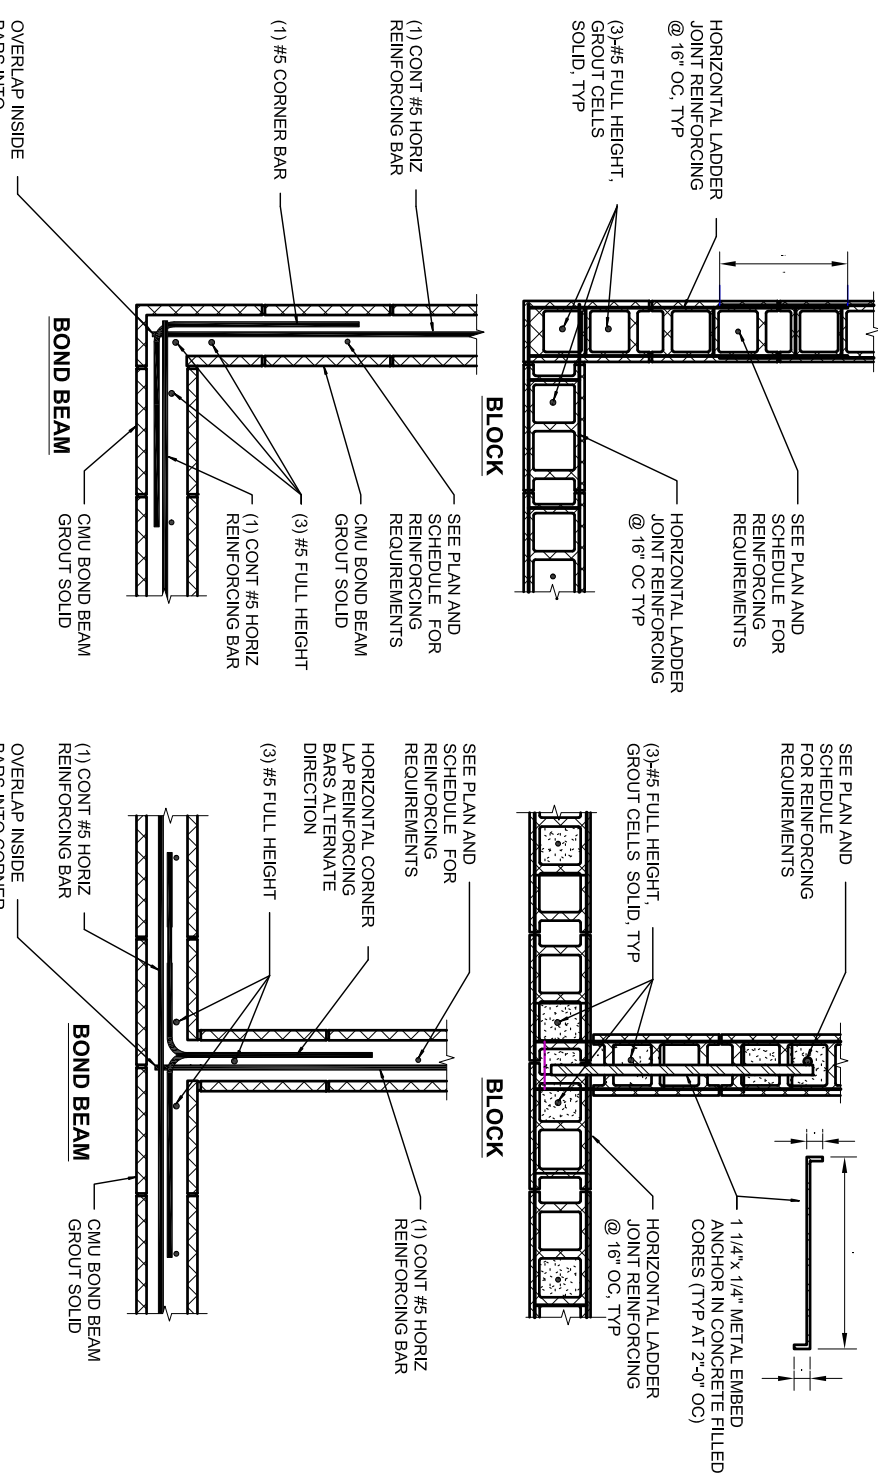 SEE PLAN AND
SCHEDULE FOR
REINFORCING
REQUIREMENTS
HORIZONTAL LADDER
JOINT REINFORCING
@ 16" OC, TYP
(3)-#5 FULL HEIGHT,
GROUT CELLS
SOLID, TYP
HORIZONTAL LADDER
JOINT REINFORCING
@ 16" OC TYP
BLOCK
SEE PLAN AND
SCHEDULE FOR
REINFORCING
REQUIREMENTS
(1) CONT #5 HORIZ
REINFORCING BAR
CMU BOND BEAM
GROUT SOLID
(1) #5 CORNER BAR
(3) #5 FULL HEIGHT
(1) CONT #5 HORIZ
REINFORCING BAR
CMU BOND BEAM
GROUT SOLID
BOND BEAM
OVERLAP INSIDE
BARS INTO
SEE PLAN AND
SCHEDULE
FOR REINFORCING
REQUIREMENTS
1 1/4"x 1/4" METAL EMBED
ANCHOR IN CONCRETE FILLED
CORES (TYP AT 2"-0" OC)
(3)-#5 FULL HEIGHT,
GROUT CELLS SOLID, TYP
HORIZONTAL LADDER
JOINT REINFORCING
@ 16" OC, TYP
BLOCK
SEE PLAN AND
SCHEDULE FOR
REINFORCING
REQUIREMENTS
(1) CONT #5 HORIZ
REINFORCING BAR
HORIZONTAL CORNER
LAP REINFORCING
BARS ALTERNATE
DIRECTION
(3) #5 FULL HEIGHT
(1) CONT #5 HORIZ
REINFORCING BAR
CMU BOND BEAM
GROUT SOLID
BOND BEAM
OVERLAP INSIDE
BARS INTO CORNER